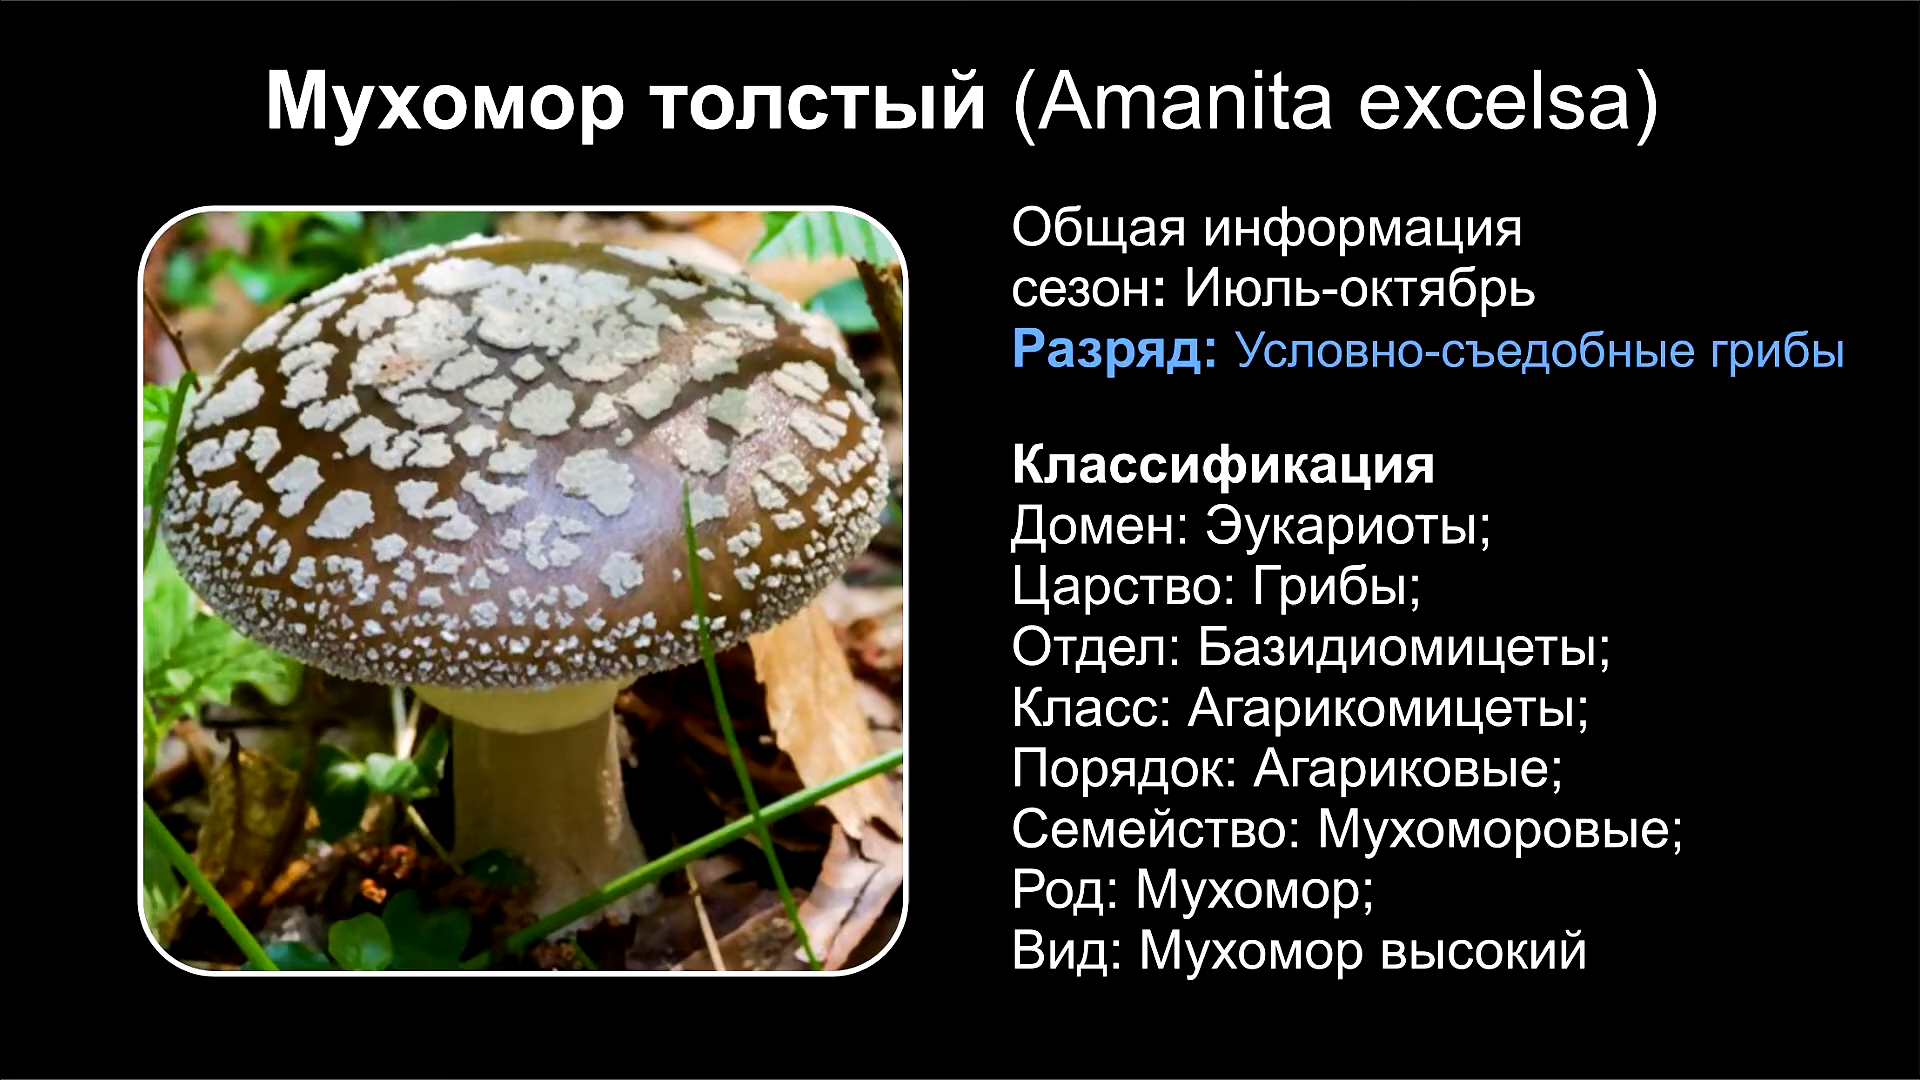 Мухомор толстый (Amanita excelsa)
Общая информация
сезон: Июль-октябрь
Разряд: Условно-съедобные грибы
Классификация
Домен: Эукариоты;
Царство: Грибы;
Отдел: Базидиомицеты;
Класс: Агарикомицеты;
Порядок: Агариковые;
Семейство: Мухоморовые;
Род: Мухомор;
Вид: Мухомор высокий